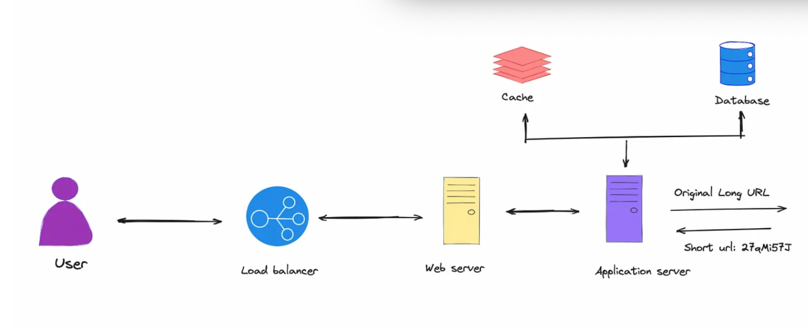 Cache
Database
Original Long URL
Short url: 27qMi57J
User
Load balancer
Web server
Application server